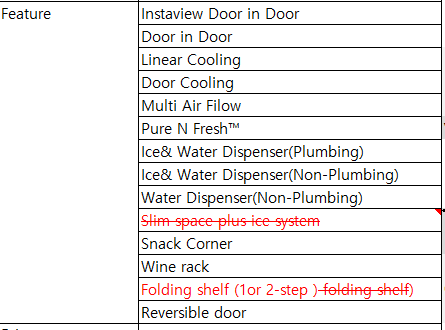 Feature
Instaview Door in Door
Door in Door
Linear Cooling
Door Cooling
Multi Air Filow
Pure N Fresh™
Ice& Water Dispenser(Plumbing)
Ice& Water Dispenser(Non-Plumbing)
Water Dispenser(Non-Plumbing)
Slim space plus ice system
Snack Corner
Wine rack
Folding shelf (1or 2-step ) folding shelf)
Reversible door